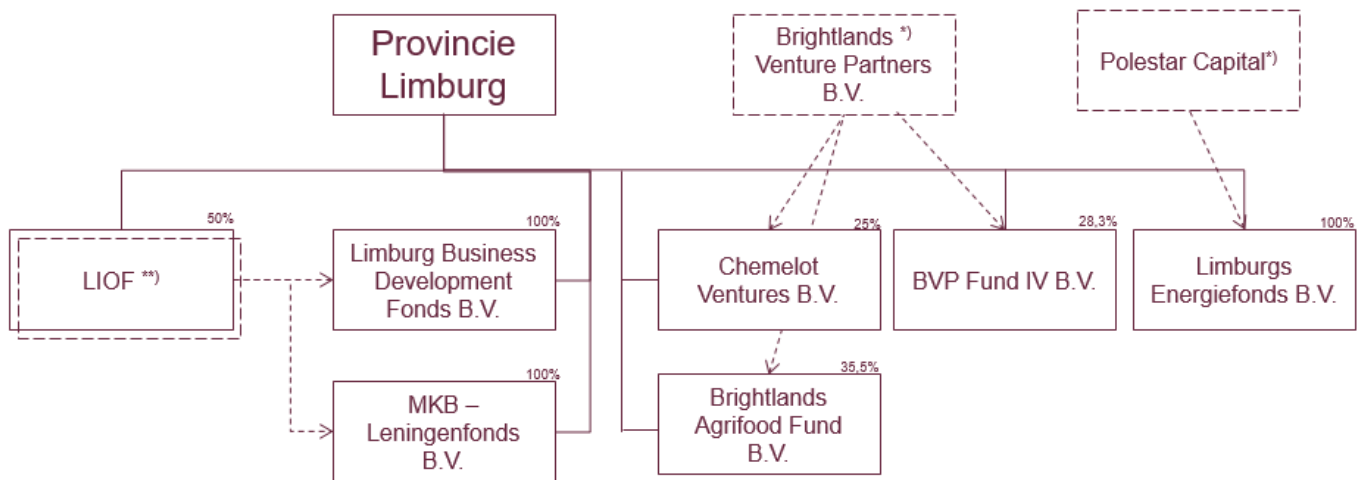 Provincie
Limburg
Brightlands *)
Venture Partners
B.V.
Polestar Capital*)
50%
LIOF **)
100%
Limburg Business
Development
Fonds B.V.
25%
Chemelot
Ventures B.V.
28,3%
BVP Fund IV B.V.
100%
Limburgs
Energiefonds B.V.
100%
MKB –
Leningenfonds
B.V.
35,5%
Brightlands
Agrifood Fund
B.V.